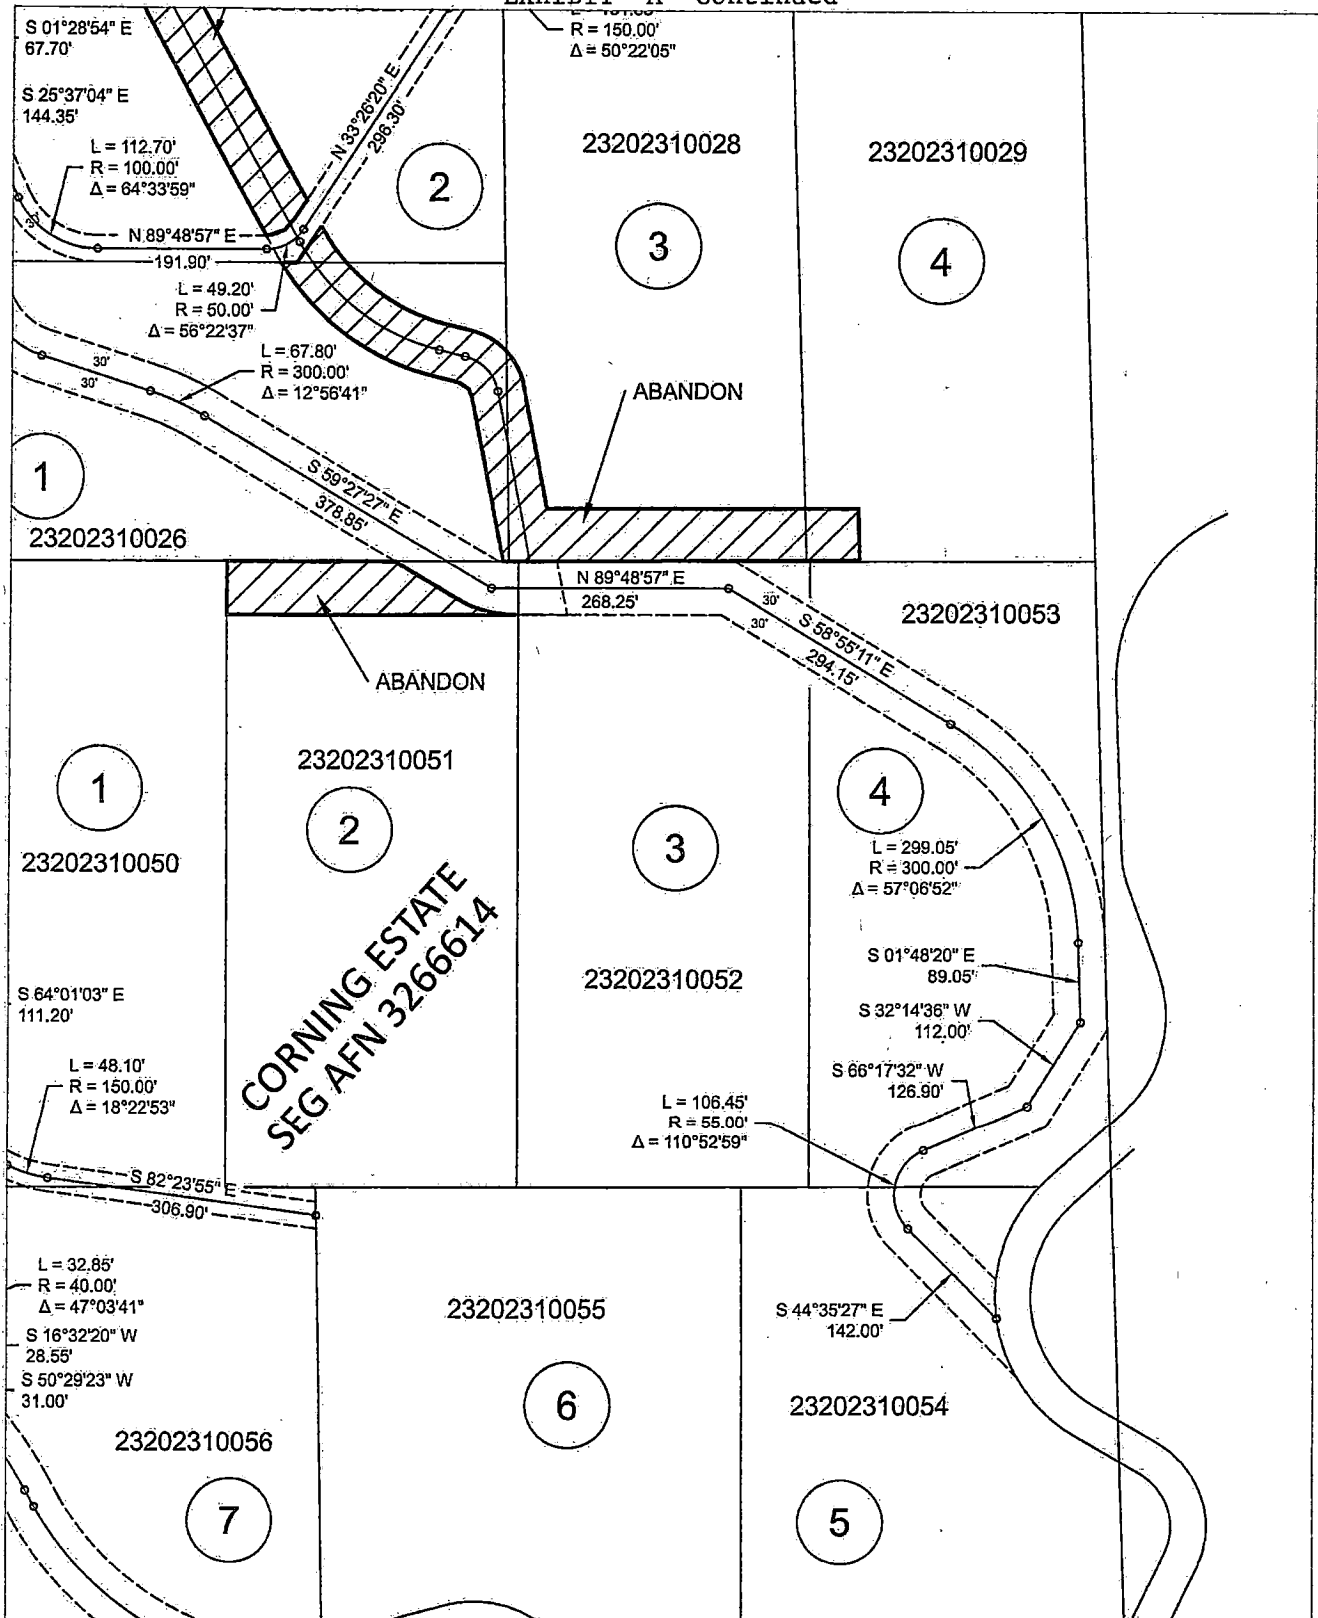 S 01°28'54" E
67.70'
R = 150.00'
Δ = 50°22'05"
S 25°37'04" E
144.35'
L = 112.70'
R = 100.00'
Δ = 64°33'59"
N 33°26'20" E
296.30'
2
23202310028
3
23202310029
4
30'
N 89°48'57" E
191.90'
L = 49.20'
R = 50.00'
Δ = 56°22'37"
L = 67.80'
R = 300.00'
Δ = 12°56'41"
30'
30'
ABANDON
1
23202310026
S 59°27'27" E
378.85'
N 89°48'57" E
268.25'
30'
30'
S 58°55'11" E
294.15'
23202310053
ABANDON
1
23202310050
23202310051
2
3
23202310052
4
L = 299.05'
R = 300.00'
Δ = 57°06'52"
CORNING ESTATE
SEG AFN 3266614
S 01°48'20" E
89.05'
S 32°14'36" W
112.00'
S 66°17'32" W
126.90'
L = 106.45'
R = 55.00'
Δ = 110°52'59"
S 64°01'03" E
111.20'
L = 48.10'
R = 150.00'
Δ = 18°22'53"
S 82°23'55" E
306.90'
L = 32.85'
R = 40.00'
Δ = 47°03'41"
S 16°32'20" W
28.55'
S 50°29'23" W
31.00'
23202310056
7
23202310055
6
S 44°35'27" E
142.00'
23202310054
5